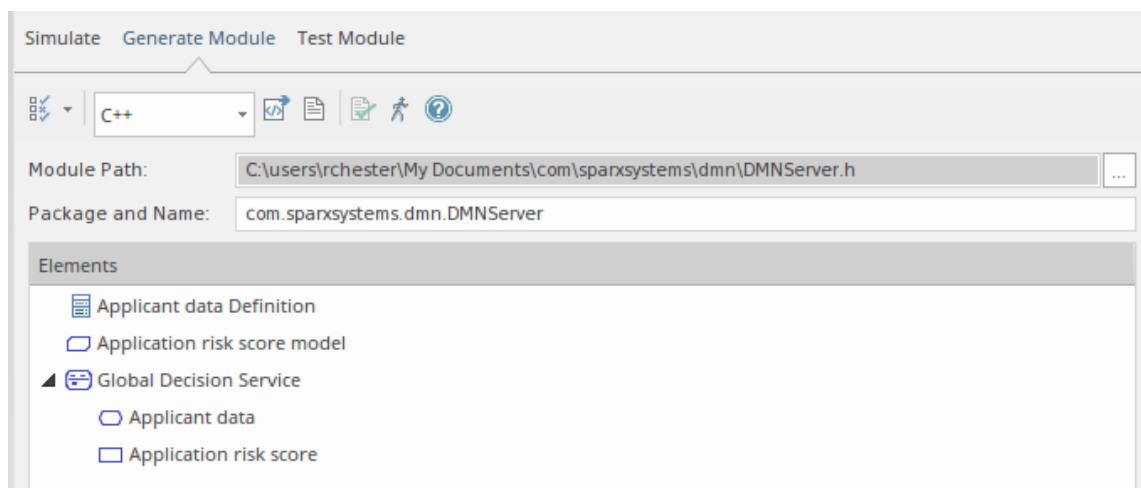 Simulate Generate Module Test Module
C++
Module Path: C:\users\rchester\My Documents\com\sparxsystems\dmn\DMNServer.h ...
Package and Name: com.sparxsystems.dmn.DMNServer
Elements
Applicant data Definition
Application risk score model
Global Decision Service
Applicant data
Application risk score